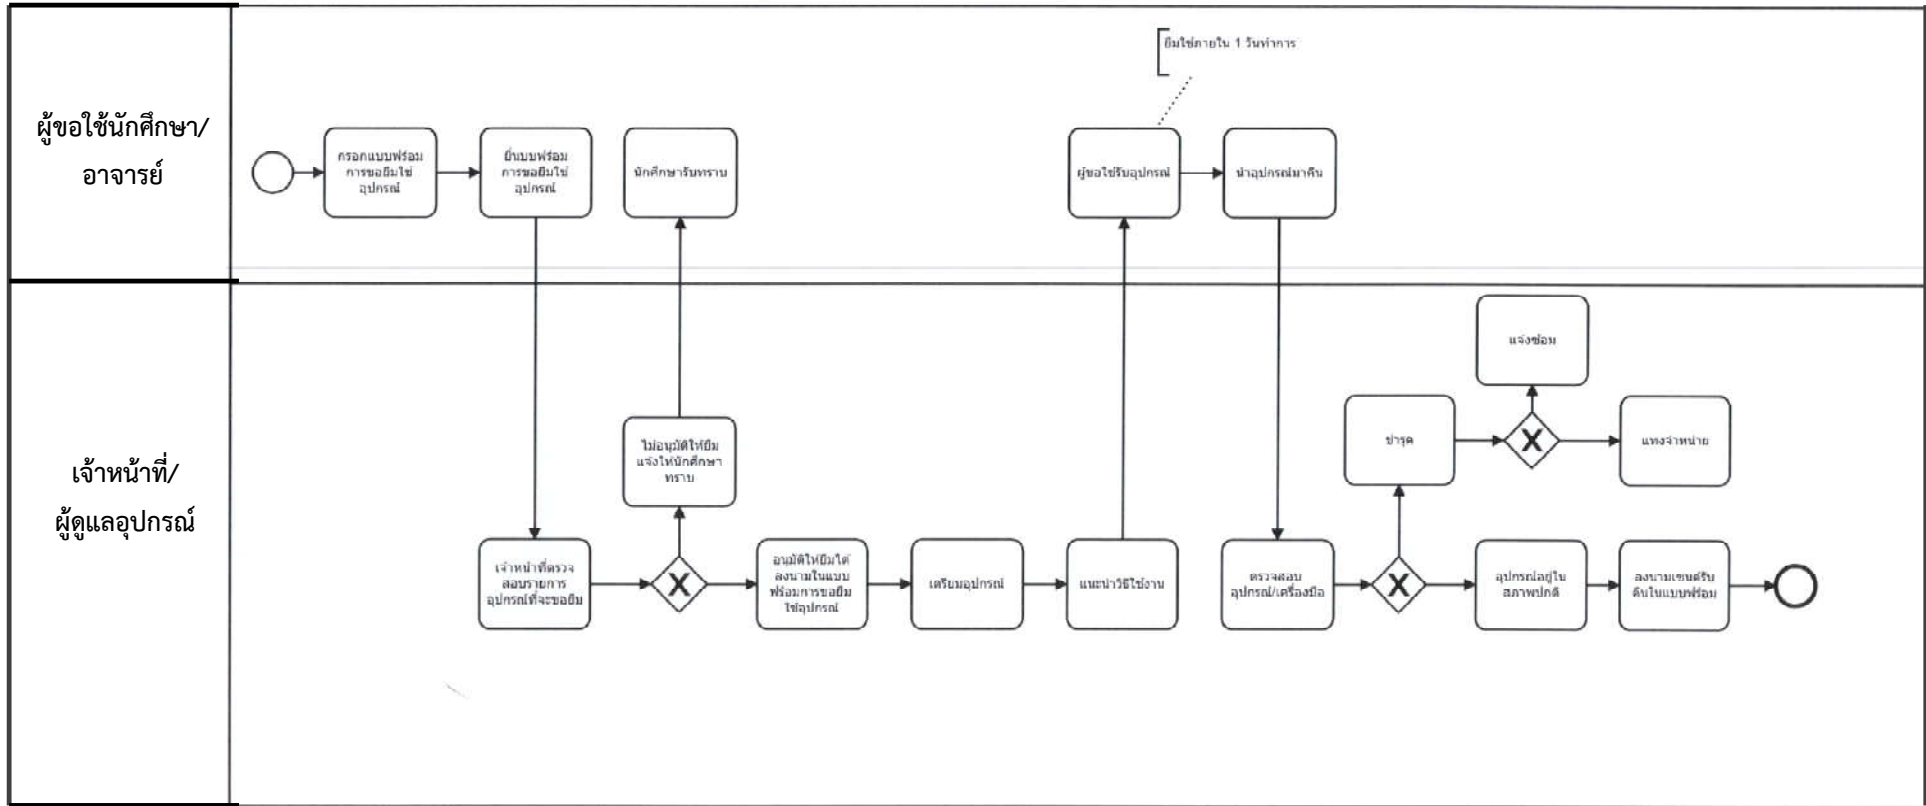 ผู้ขอใช้นักศึกษา/
อาจารย์
กรอกแบบฟร์อม
การขอยืมใช้
อุปกรณ์
ยื่นบบฟร์อม
การขอยืมใช้
อุปกรณ์
นักศึกษารับทราบ
ยืมใช้ภายใน 1 วันทำการ
ผู้ขอใช้รับอุปกรณ์
นำอุปกรณ์มาคืน
เจ้าหน้าที่/
ผู้ดูแลอุปกรณ์
เจ้าหน้าที่ตรวจ
สอบรายการ
อุปกรณ์ที่จะขอยืม
X
ไม่อนุมัติให้ยืม
แจ้งให้นักศึกษา
ทราบ
อนุมัติให้ยืมได้
ลงนามในแบบ
ฟร์อมการขอยืม
ใช้อุปกรณ์
เตรียมอุปกรณ์
แนะนำวิธีใช้งาน
ตรวจสอบ
อุปกรณ์/เครื่องมือ
X
ชำรุด
X
แจ้งซ่อม
แทงจำหน่าย
อุปกรณ์อยู่ใน
สภาพปกติ
ลงนามเซนต์รับ
คืนในแบบฟร์อม